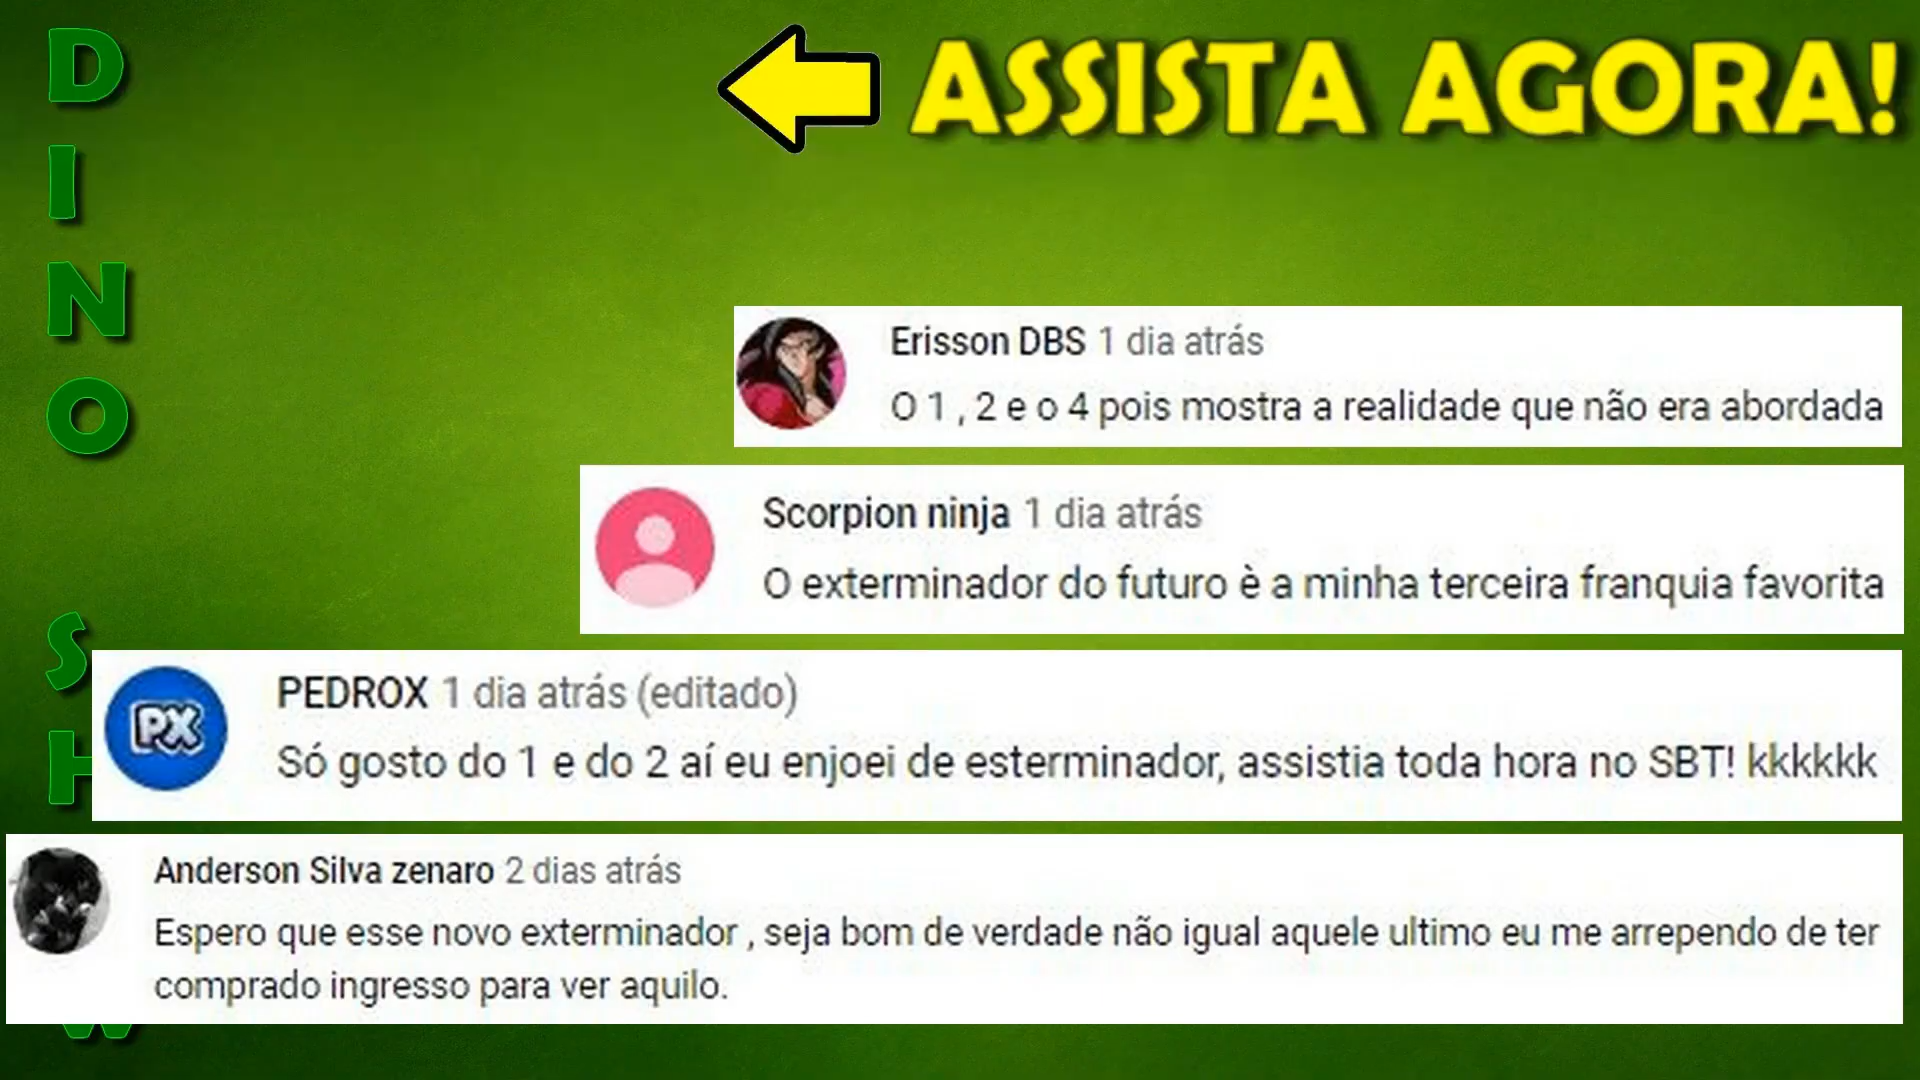 ASSISTA AGORA!
D
I
N
O
S
H
W
Erisson DBS 1 dia atrás
O 1 , 2 e o 4 pois mostra a realidade que não era abordada
Scorpion ninja 1 dia atrás
O exterminador do futuro è a minha terceira franquia favorita
PX
PEDROX 1 dia atrás (editado)
Só gosto do 1 e do 2 aí eu enjoei de esterminador, assistia toda hora no SBT! kkkkkk
Anderson Silva zenaro 2 dias atrás
Espero que esse novo exterminador , seja bom de verdade não igual aquele ultimo eu me arrependo de ter
comprado ingresso para ver aquilo.